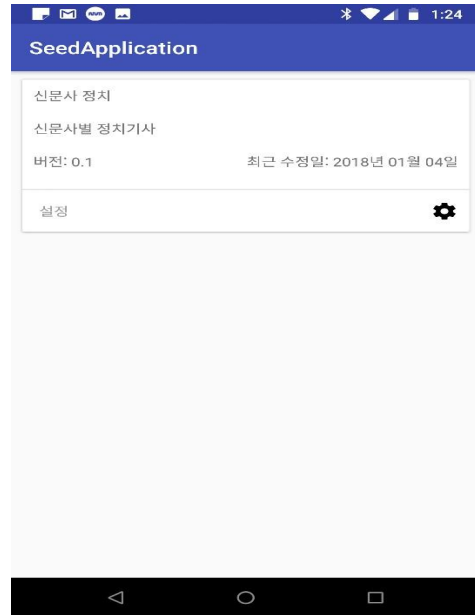 1:24
SeedApplication
신문사 정치
신문사별 정치기사
버전: 0.1 최근 수정일: 2018년 01월 04일
설정